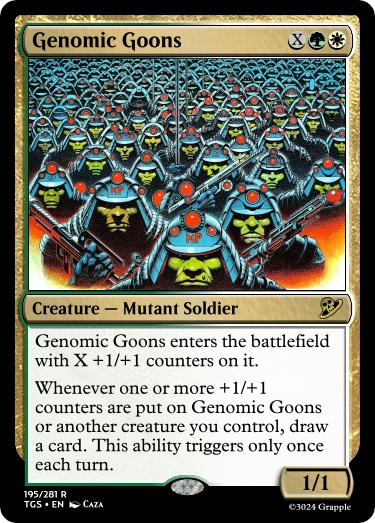 Genomic Goons X
MP
MP
Creature — Mutant Soldier
Genomic Goons enters the battlefield
with X +1/+1 counters on it.
Whenever one or more +1/+1
counters are put on Genomic Goons
or another creature you control, draw
a card. This ability triggers only once
each turn.
1/1
195/281 R
TGS • EN CAZA
©3024 Grapple